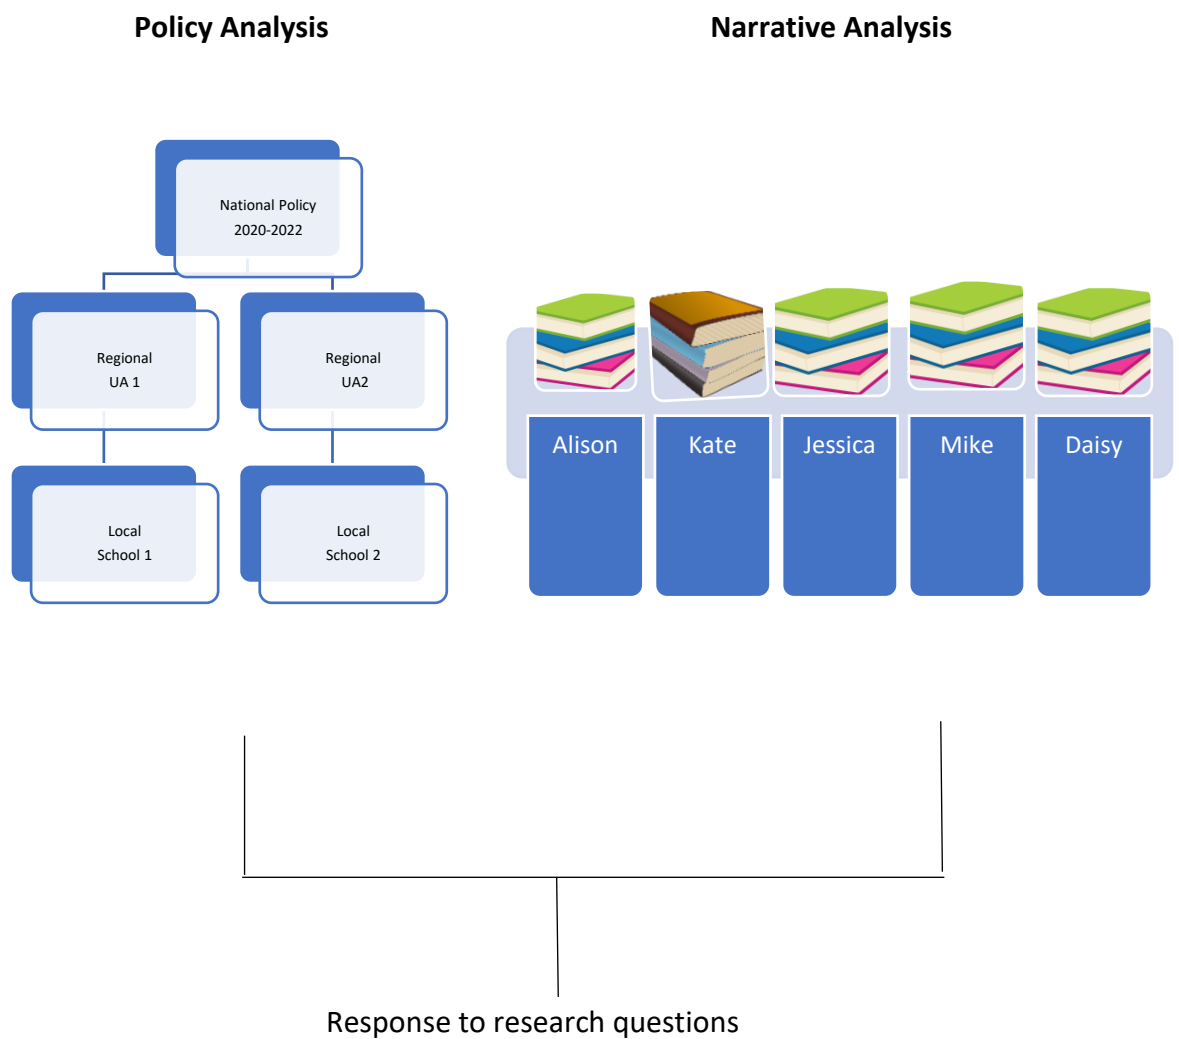 Policy Analysis
Narrative Analysis
National Policy
2020-2022
Regional
UA 1
Regional
UA2
Local
School 1
Local
School 2
Alison
Kate
Jessica
Mike
Daisy
Response to research questions